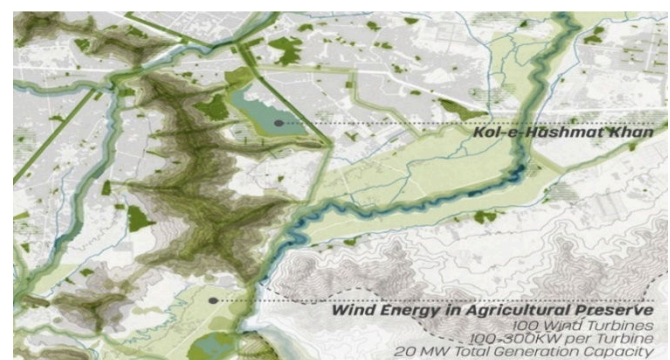 Kol-e-Hashmat Khan
Wind Energy in Agricultural Preserve
100 Wind Turbines
100-300KW per Turbine
20 MW Total Generation Capacity